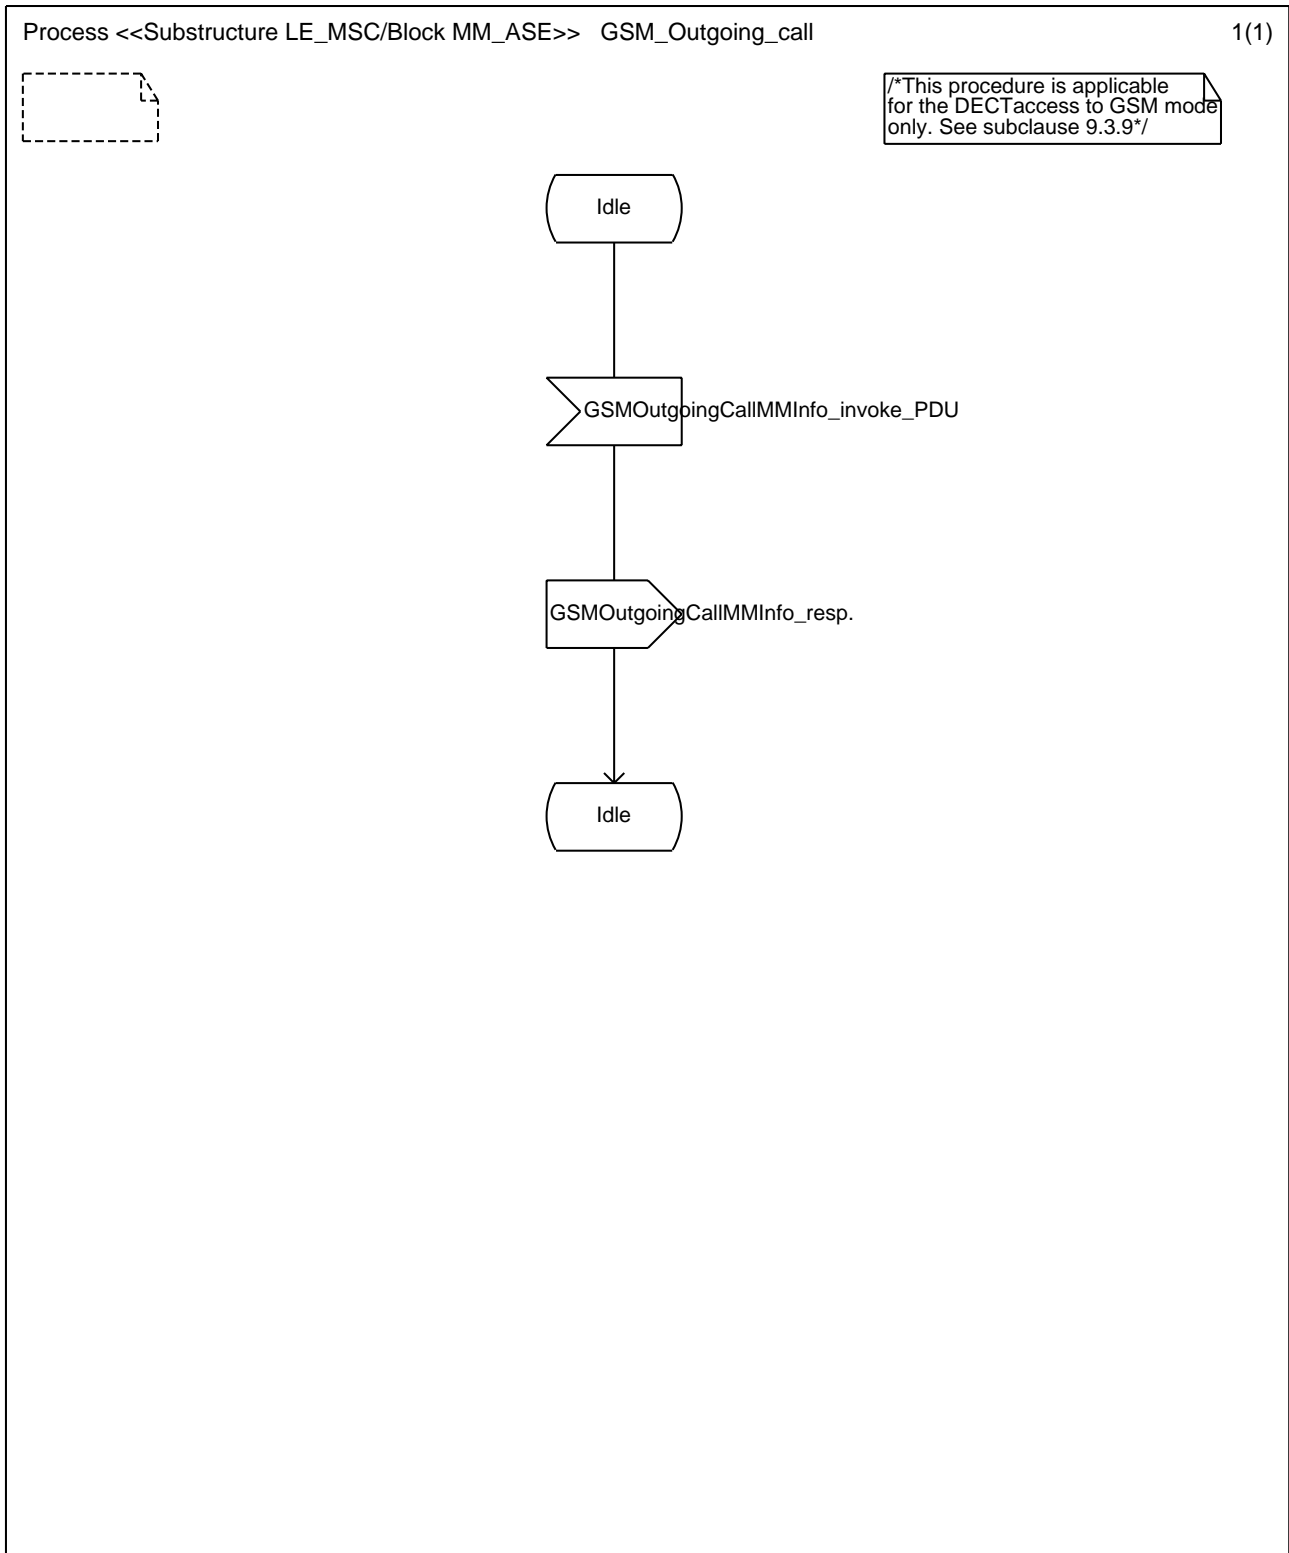 Process <<Substructure LE_MSC/Block MM_ASE>> GSM_Outgoing_call 1(1)
/*This procedure is applicable
for the DECTaccess to GSM mode
only. See subclause 9.3.9*/
Idle
GSMOutgoingCallMMInfo_invoke_PDU
GSMOutgoingCallMMInfo_resp.
Idle